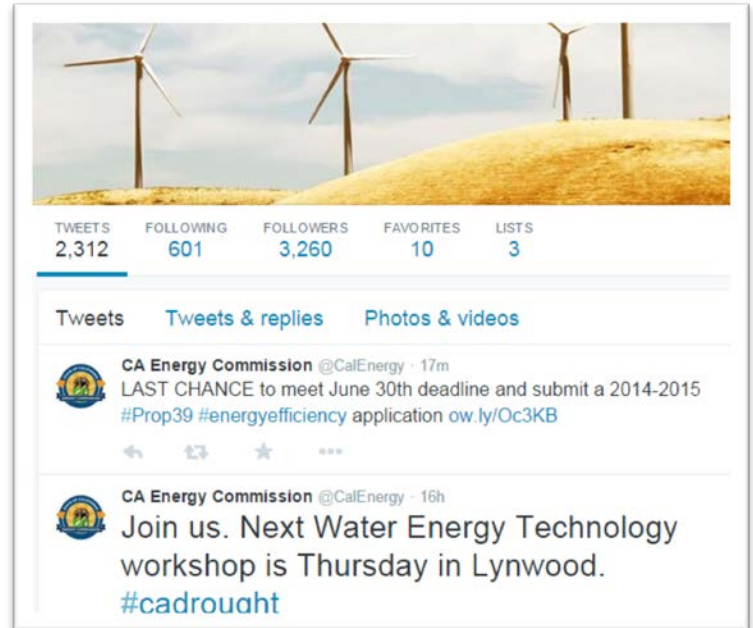 TWEETS FOLLOWING FOLLOWERS FAVORITES LISTS
2,312 601 3,260 10 3
Tweets Tweets & replies Photos & videos
CA Energy Commission @CalEnergy · 17m
LAST CHANCE to meet June 30th deadline and submit a 2014-2015
#Prop39 #energyefficiency application ow.ly/Oc3KB
CA Energy Commission @CalEnergy · 16h
Join us. Next Water Energy Technology
workshop is Thursday in Lynwood.
#cadrought